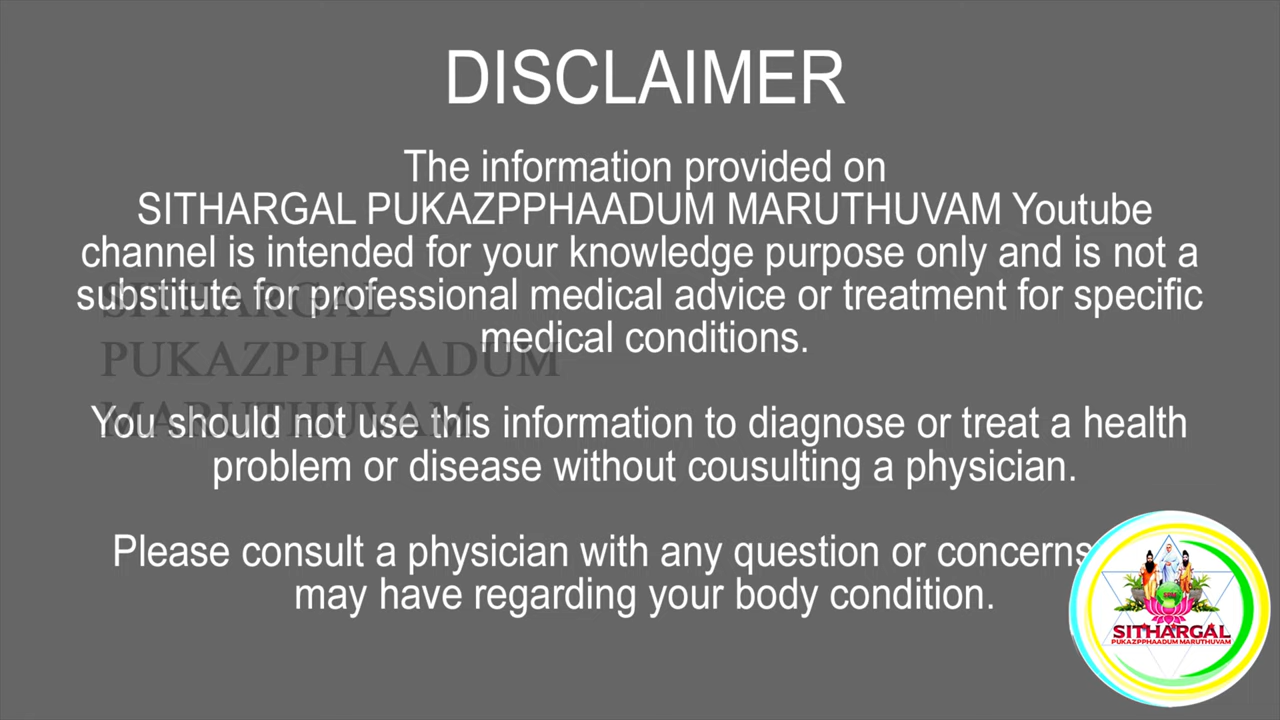 DISCLAIMER
The information provided on
SITHARGAL PUKAZPPHAADUM MARUTHUVAM Youtube
channel is intended for your knowledge purpose only and is not a
substitute for professional medical advice or treatment for specific
medical conditions.
SITHARGAL
PUKAZPPHAADUM
MARUTHUVAM
You should not use this information to diagnose or treat a health
problem or disease without cousulting a physician.
Please consult a physician with any question or concerns
may have regarding your body condition.
SITHARGAL
PUKAZPPHAADUM MARUTHUVAM